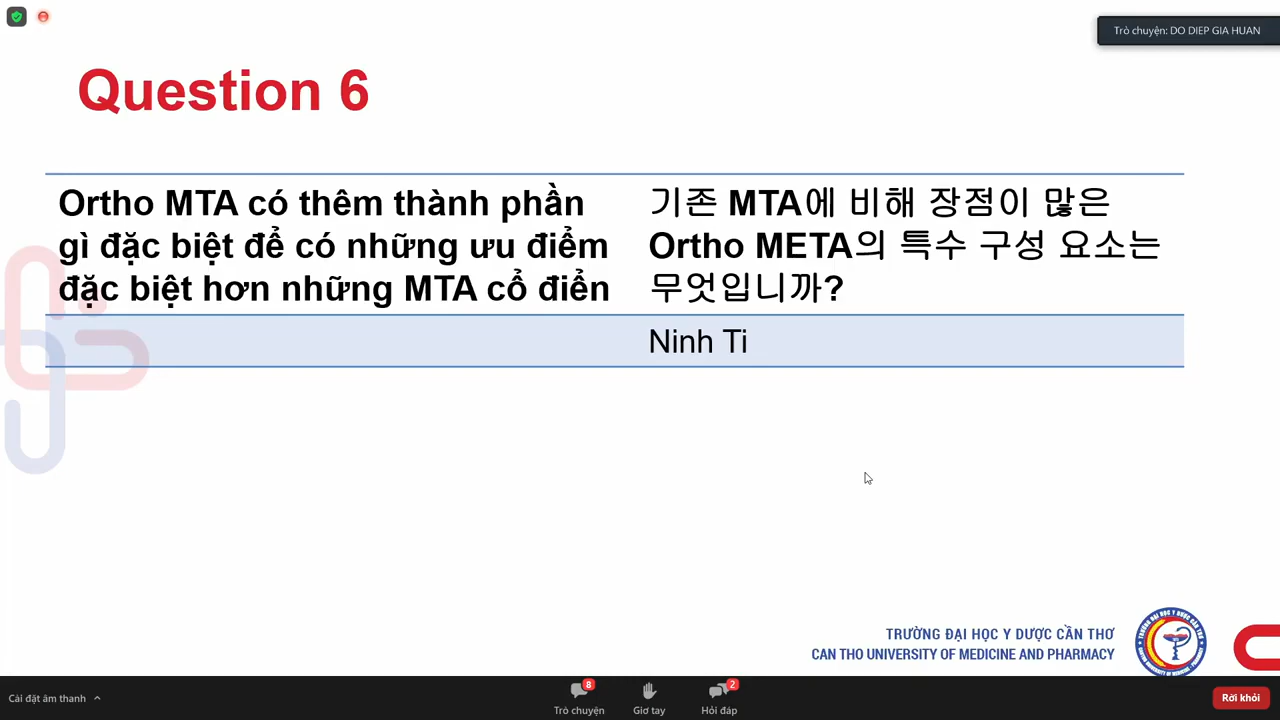 Trò chuyện: DO DIEP GIA HUAN
Question 6
Ortho MTA có thêm thành phần
gì đặc biệt để có những ưu điểm
đặc biệt hơn những MTA cổ điển
기존 MTA에 비해 장점이 많은
Ortho META의 특수 구성 요소는
무엇입니까?
Ninh Ti
TRƯỜNG ĐẠI HỌC Y DƯỢC CẦN THƠ
CAN THO UNIVERSITY OF MEDICINE AND PHARMACY
Cài đặt âm thanh
8
Trò chuyện
Giơ tay
2
Hỏi đáp
Rời khỏi